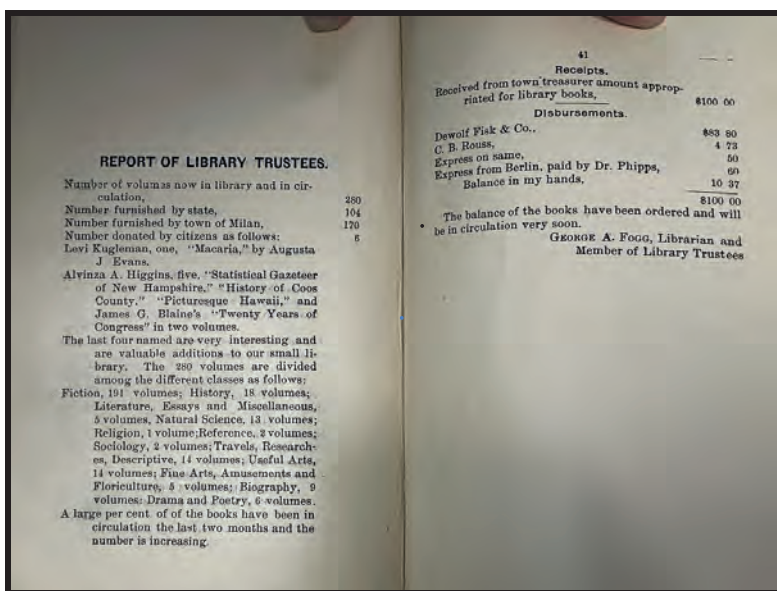 REPORT OF LIBRARY TRUSTEES.
Number of volumes now in library and in cir-
culation, 280
Number furnished by state, 104
Number furnished by town of Milan, 170
Number donated by citizens as follows: 6
Levi Kugleman, one, "Macaria," by Augusta
J Evans.
Alvinza A. Higgins, five, "Statistical Gazeteer
of New Hampshire," "History of Coos
County," "Picturesque Hawaii," and
James G. Blaine's "Twenty Years of
Congress" in two volumes.
The last four named are very interesting and
are valuable additions to our small li-
brary. The 280 volumes are divided
among the different classes as follows:
Fiction, 191 volumes; History, 18 volumes;
Literature, Essays and Miscellaneous,
5 volumes, Natural Science, 13 volumes;
Religion, 1 volume;Reference, 2 volumes;
Sociology, 2 volumes; Travels, Research-
es, Descriptive, 14 volumes; Useful Arts,
14 volumes; Fine Arts, Amusements and
Floriculture, 5 volumes; Biography, 9
volumes; Drama and Poetry, 6 volumes.
A large per cent. of of the books have been in
circulation the last two months and the
number is increasing.
41
Receipts.
Received from town treasurer amount approp-
riated for library books, $100 00
Disbursements.
Dewolf Fisk & Co., $83 80
C. B. Rouss, 4 73
Express on same, 50
Express from Berlin, paid by Dr. Phipps, 60
Balance in my hands, 10 37
$100 00
The balance of the books have been ordered and will
be in circulation very soon.
GEORGE A. FOGG, Librarian and
Member of Library Trustees